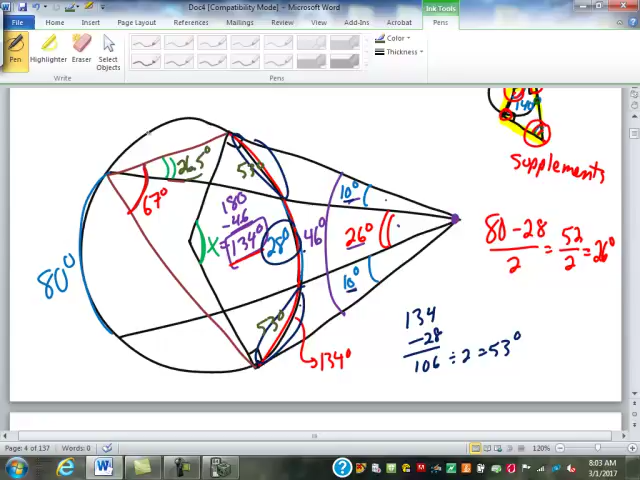 Doc4 [Compatibility Mode] - Microsoft Word
Ink Tools
File
Home
Insert
Page Layout
References
Mailings
Review
View
Add-Ins
Acrobat
Pens
Pen
Highlighter
Eraser
Select Objects
Color
Thickness
Write
Pens
140°
Supplements
26.5°
53°
67°
180
-46
X=134°
28°
46°
10°
26°
10°
80°
53°
134°
80-28/2 = 52/2 = 26°
134
-28
106 ÷ 2 = 53°
Page: 4 of 137
Words: 0
120%
8:03 AM
3/1/2017